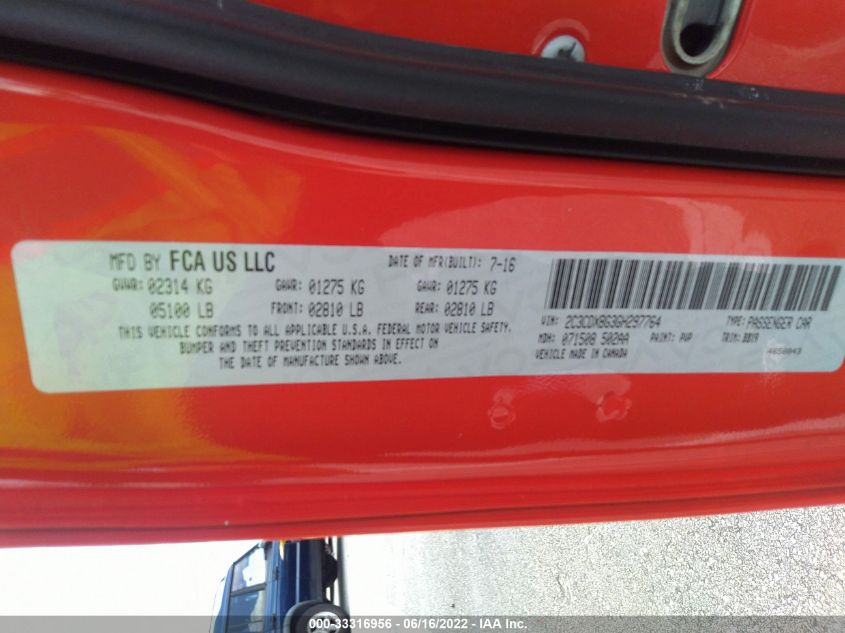 MFD BY FCA US LLC DATE OF MFR(BUILT): 7-16
GVWR: 02314 KG GAWR: 01275 KG GAWR: 01275 KG
05100 LB FRONT: 02810 LB REAR: 02810 LB
THIS VEHICLE CONFORMS TO ALL APPLICABLE U.S.A. FEDERAL MOTOR VEHICLE SAFETY,
BUMPER AND THEFT PREVENTION STANDARDS IN EFFECT ON
THE DATE OF MANUFACTURE SHOWN ABOVE.
VIN: 2C3CDXBG3GH297764 TYPE: PASSENGER CAR
MDH: 071508 502AA PAINT: PVP TRIM: BBX9
VEHICLE MADE IN CANADA 4650043
000-33316956 - 06/16/2022 - IAA Inc.